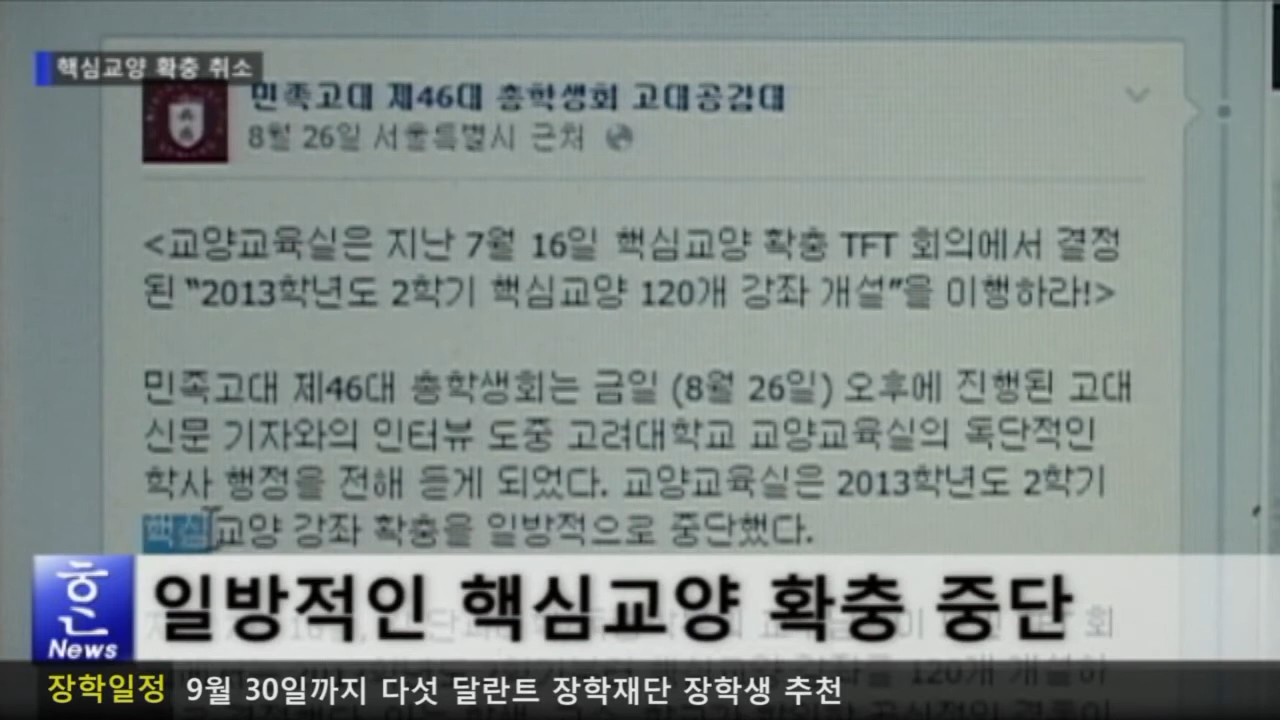 핵심교양 확충 취소
민족고대 제46대 총학생회 고대공감대
8월 26일 서울특별시 근처
<교양교육실은 지난 7월 16일 핵심교양 확충 TFT 회의에서 결정
된 “2013학년도 2학기 핵심교양 120개 강좌 개설”을 이행하라!>
민족고대 제46대 총학생회는 금일 (8월 26일) 오후에 진행된 고대
신문 기자와의 인터뷰 도중 고려대학교 교양교육실의 독단적인
학사 행정을 전해 듣게 되었다. 교양교육실은 2013학년도 2학기
핵심교양 강좌 확충을 일방적으로 중단했다.
훈
News
일방적인 핵심교양 확충 중단
장학일정 9월 30일까지 다섯 달란트 장학재단 장학생 추천